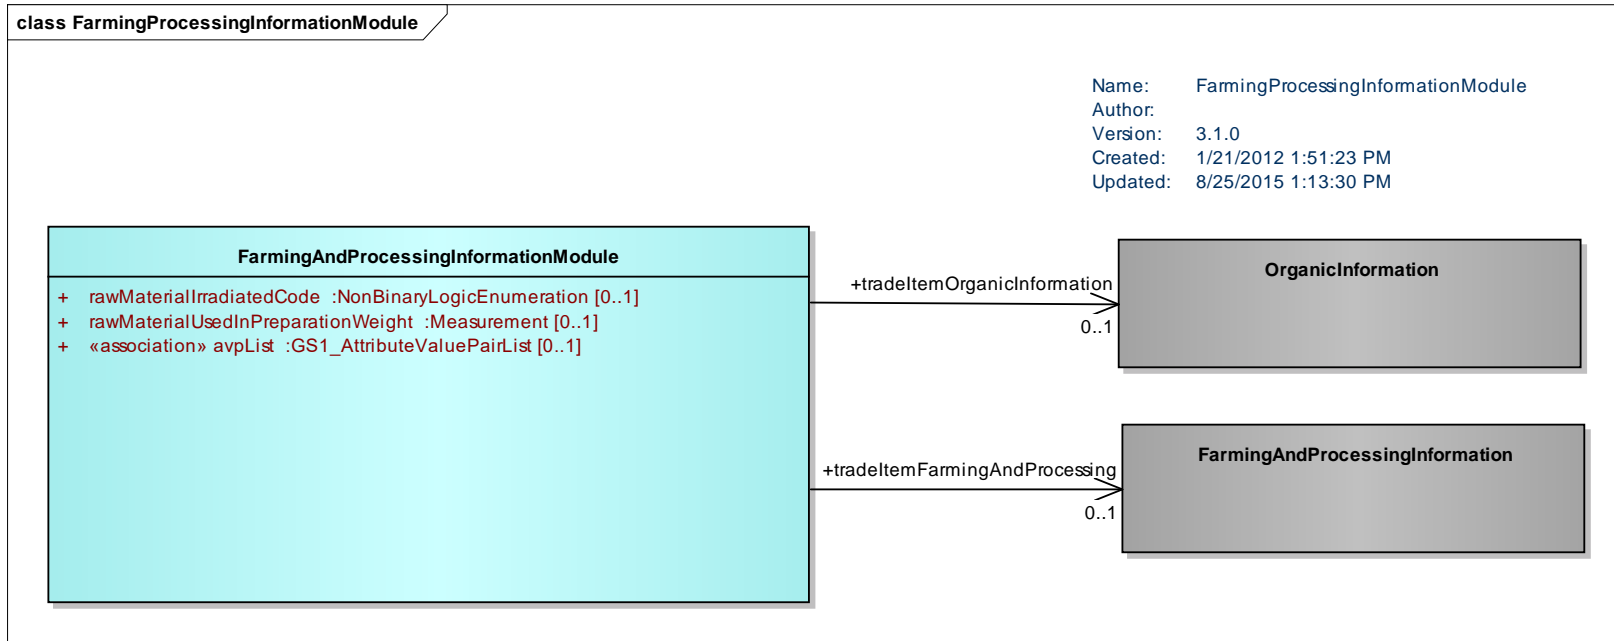 class FarmingProcessingInformationModule
Name: FarmingProcessingInformationModule
Author:
Version: 3.1.0
Created: 1/21/2012 1:51:23 PM
Updated: 8/25/2015 1:13:30 PM
FarmingAndProcessingInformationModule
+ rawMaterialIrradiatedCode :NonBinaryLogicEnumeration [0..1]
+ rawMaterialUsedInPreparationWeight :Measurement [0..1]
+ «association» avpList :GS1_AttributeValuePairList [0..1]
+tradeItemOrganicInformation
0..1
OrganicInformation
+tradeItemFarmingAndProcessing
0..1
FarmingAndProcessingInformation